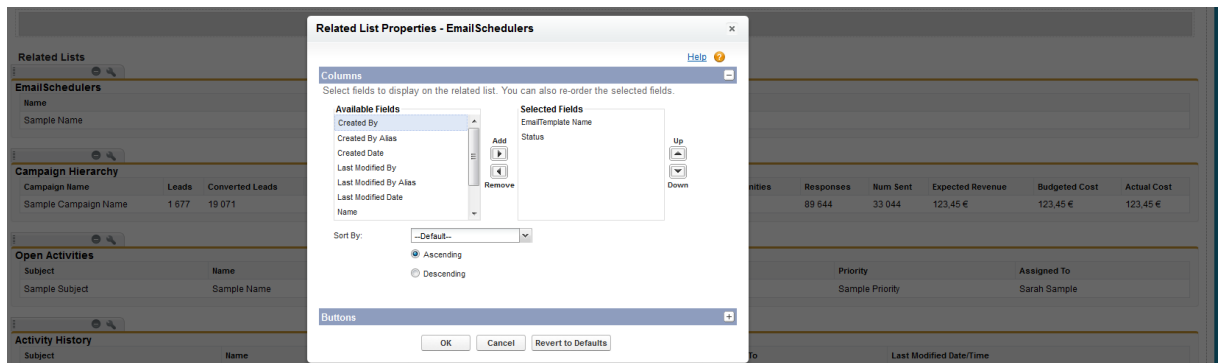 Related List Properties - EmailSchedulers
Help
Columns
Select fields to display on the related list. You can also re-order the selected fields.
Available Fields
Selected Fields
Created By
Created By Alias
Created Date
Last Modified By
Last Modified By Alias
Last Modified Date
Name
Add
Remove
EmailTemplate Name
Status
Up
Down
Sort By:
--Default--
Ascending
Descending
Buttons
OK Cancel Revert to Defaults
Related Lists
EmailSchedulers
Name
Sample Name
Campaign Hierarchy
Campaign Name Leads Converted Leads Responses Num Sent Expected Revenue Budgeted Cost Actual Cost
Sample Campaign Name 1 677 19 071 89 644 33 044 123,45 € 123,45 € 123,45 €
Open Activities
Subject Name Priority Assigned To
Sample Subject Sample Name Sample Priority Sarah Sample
Activity History
Subject Name To Last Modified Date/Time